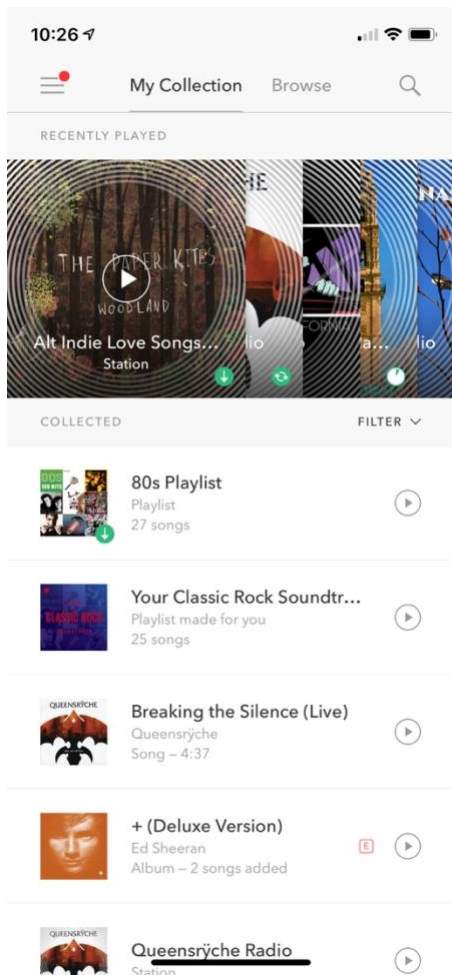 10:26
My Collection Browse
RECENTLY PLAYED
THE PAPER KITES
WOODLAND
Alt Indie Love Songs...
Station
COLLECTED FILTER
80s Playlist
Playlist
27 songs
CLASSIC ROCK
Your Classic Rock Soundtr...
Playlist made for you
25 songs
QUEENSRŸCHE
Breaking the Silence (Live)
Queensrÿche
Song – 4:37
+ (Deluxe Version)
Ed Sheeran
E
Album – 2 songs added
QUEENSRŸCHE
Queensrÿche Radio
Station